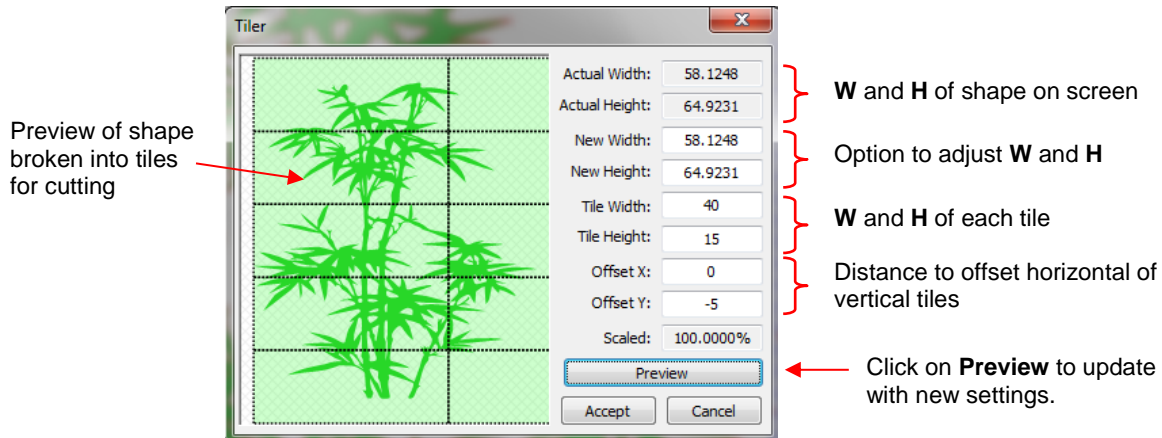 Tiler
Preview of shape
broken into tiles
for cutting
Actual Width: 58.1248
Actual Height: 64.9231
New Width: 58.1248
New Height: 64.9231
Tile Width: 40
Tile Height: 15
Offset X: 0
Offset Y: -5
Scaled: 100.0000%
Preview
Accept Cancel
W and H of shape on screen
Option to adjust W and H
W and H of each tile
Distance to offset horizontal of
vertical tiles
Click on Preview to update
with new settings.